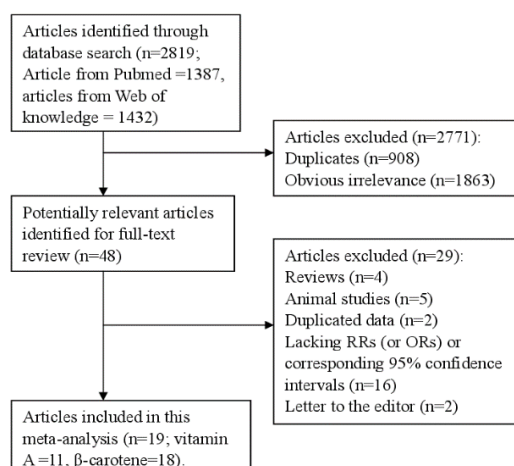 Articles identified through
database search (n=2819;
Article from Pubmed =1387,
articles from Web of
knowledge = 1432)
Articles excluded (n=2771):
Duplicates (n=908)
Obvious irrelevance (n=1863)
Potentially relevant articles
identified for full-text
review (n=48)
Articles excluded (n=29):
Reviews (n=4)
Animal studies (n=5)
Duplicated data (n=2)
Lacking RRs (or ORs) or
corresponding 95% confidence
intervals (n=16)
Letter to the editor (n=2)
Articles included in this
meta-analysis (n=19; vitamin
A =11, β-carotene=18).